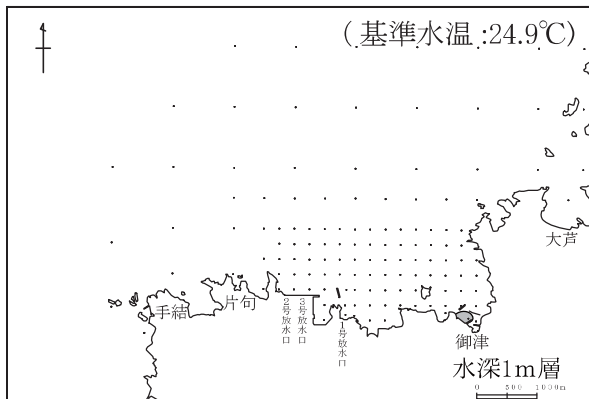 (基準水温:24.9℃)
大芦
手結
片句
2号放水口
3号放水口
1号放水口
御津
水深1m層
0 500 1000m